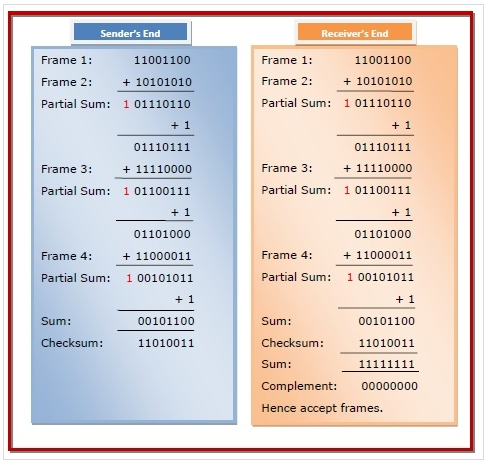 Sender's End
Frame 1: 11001100
Frame 2: + 10101010
Partial Sum: 1 01110110
+ 1
01110111
Frame 3: + 11110000
Partial Sum: 1 01100111
+ 1
01101000
Frame 4: + 11000011
Partial Sum: 1 00101011
+ 1
Sum: 00101100
Checksum: 11010011
Receiver's End
Frame 1: 11001100
Frame 2: + 10101010
Partial Sum: 1 01110110
+ 1
01110111
Frame 3: + 11110000
Partial Sum: 1 01100111
+ 1
01101000
Frame 4: + 11000011
Partial Sum: 1 00101011
+ 1
Sum: 00101100
Checksum: 11010011
Sum: 11111111
Complement: 00000000
Hence accept frames.